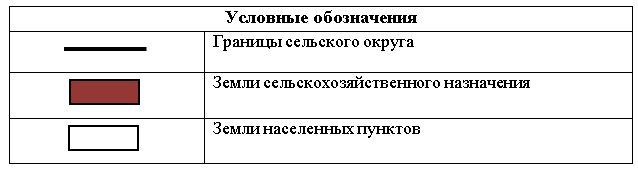 Условные обозначения
Границы сельского округа
Земли сельскохозяйственного назначения
Земли населенных пунктов